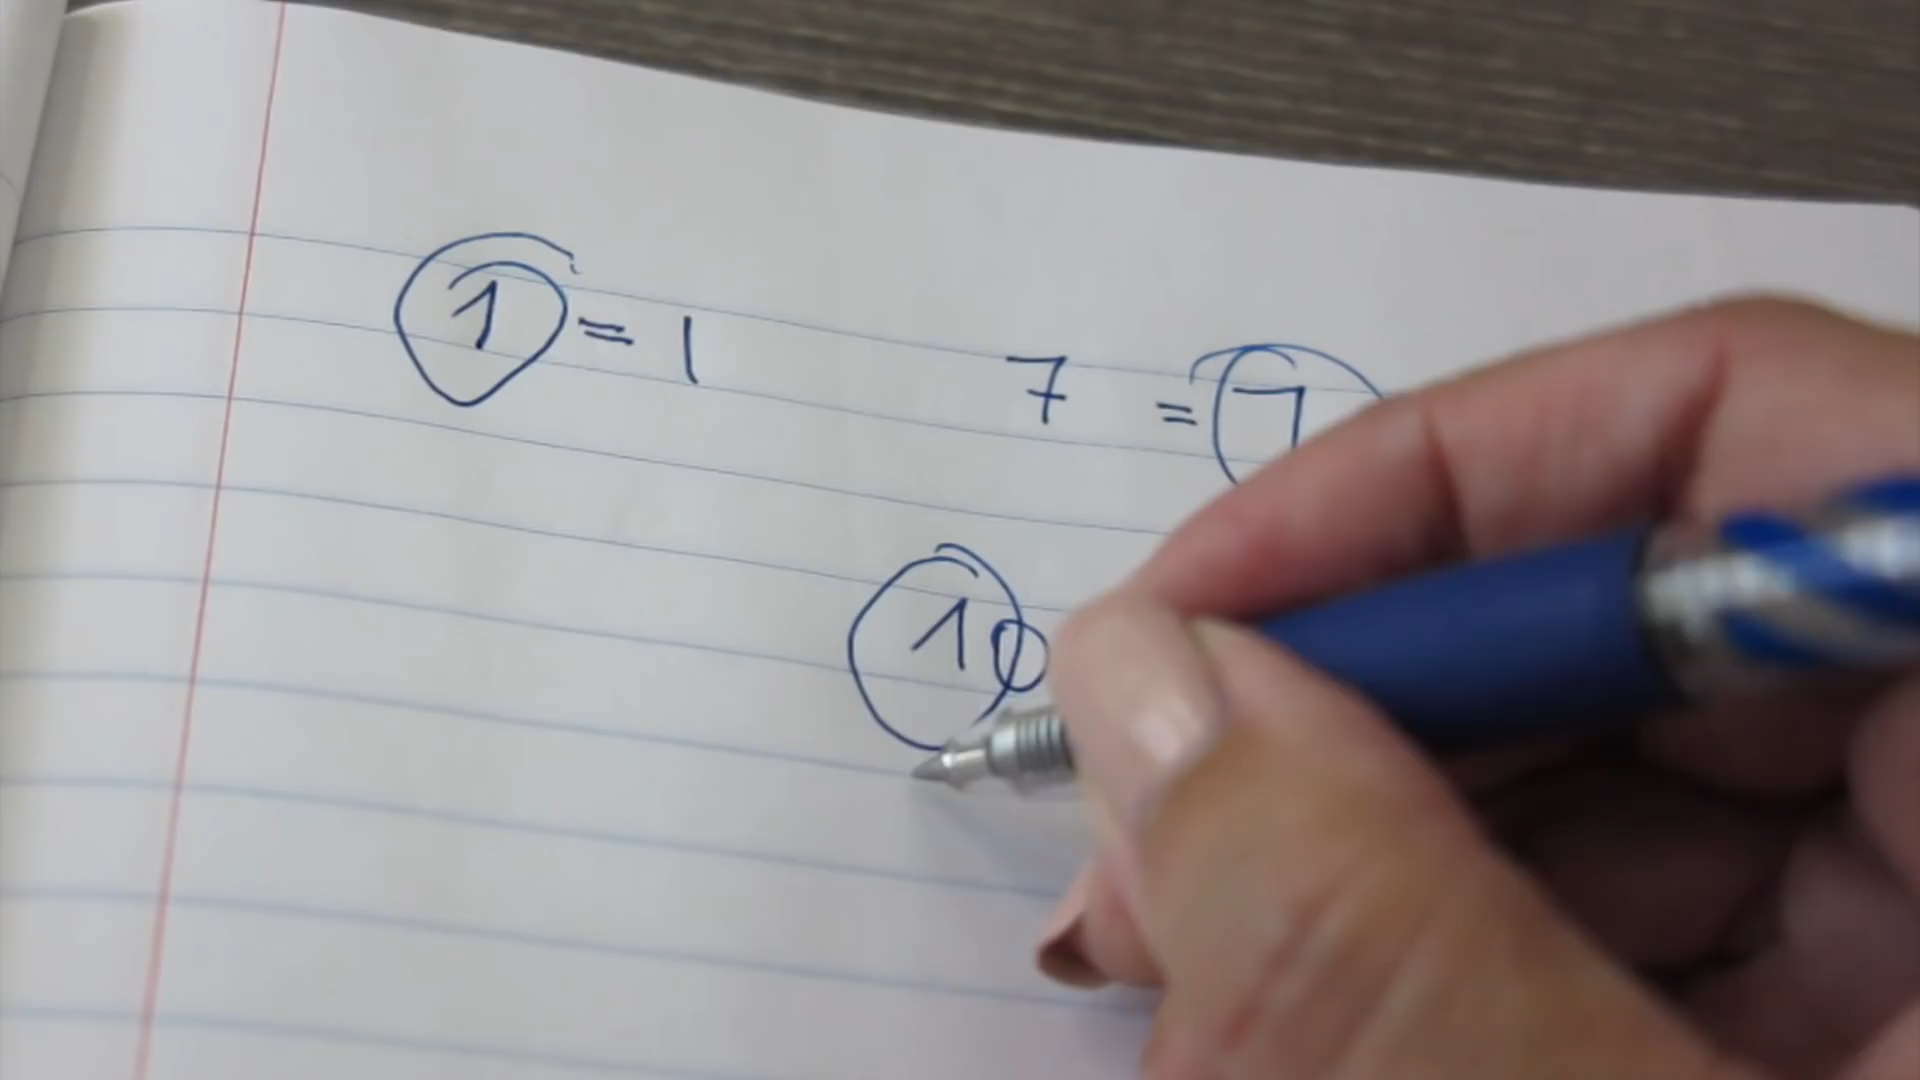 1 = 1
7 = 7
10